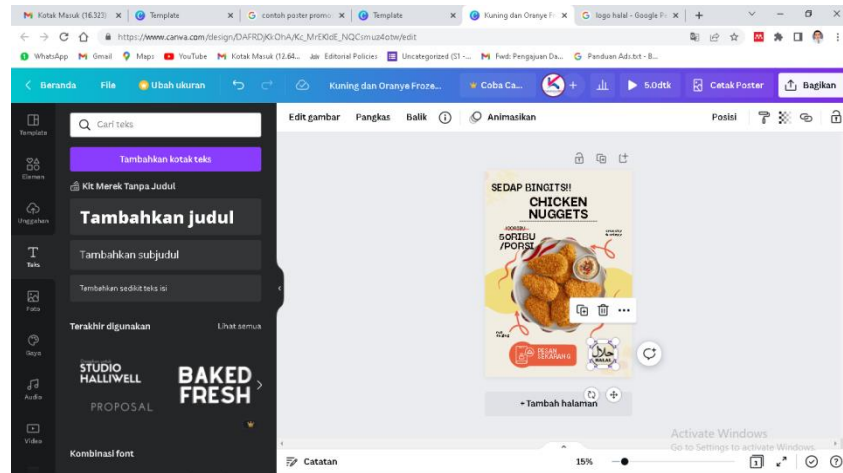 Kotak Masuk (16.323)
Template
contoh poster promo
Template
Kuning dan Oranye Fr
logo halal - Google Pe
https://www.canva.com/design/DAFRDjKkOhA/Kc_MrEKldE_NQCsmuz4otw/edit
WhatsApp
Gmail
Maps
YouTube
Kotak Masuk (12.64...
Editorial Policies
Uncategorized (S1 -...
Fwd: Pengajuan Da...
Panduan Ads.txt - B...
Beranda
File
Ubah ukuran
Kuning dan Oranye Froze...
Coba Ca...
5.0dtk
Cetak Poster
Bagikan
Template
Elemen
Unggahan
Teks
Foto
Gaya
Audio
Video
Cari teks
Tambahkan kotak teks
Kit Merek Tanpa Judul
Tambahkan judul
Tambahkan subjudul
Tambahkan sedikit teks isi
Terakhir digunakan
Lihat semua
STUDIO
HALLIWELL
PROPOSAL
BAKED
FRESH
Kombinasi font
Edit gambar
Pangkas
Balik
Animasikan
Posisi
SEDAP BINGITS!!
CHICKEN
NUGGETS
50RIBU
/PORSI
PESAN
SEKARANG
حلال
HALAL
+ Tambah halaman
Catatan
15%
Activate Windows
Go to Settings to activate Windows.